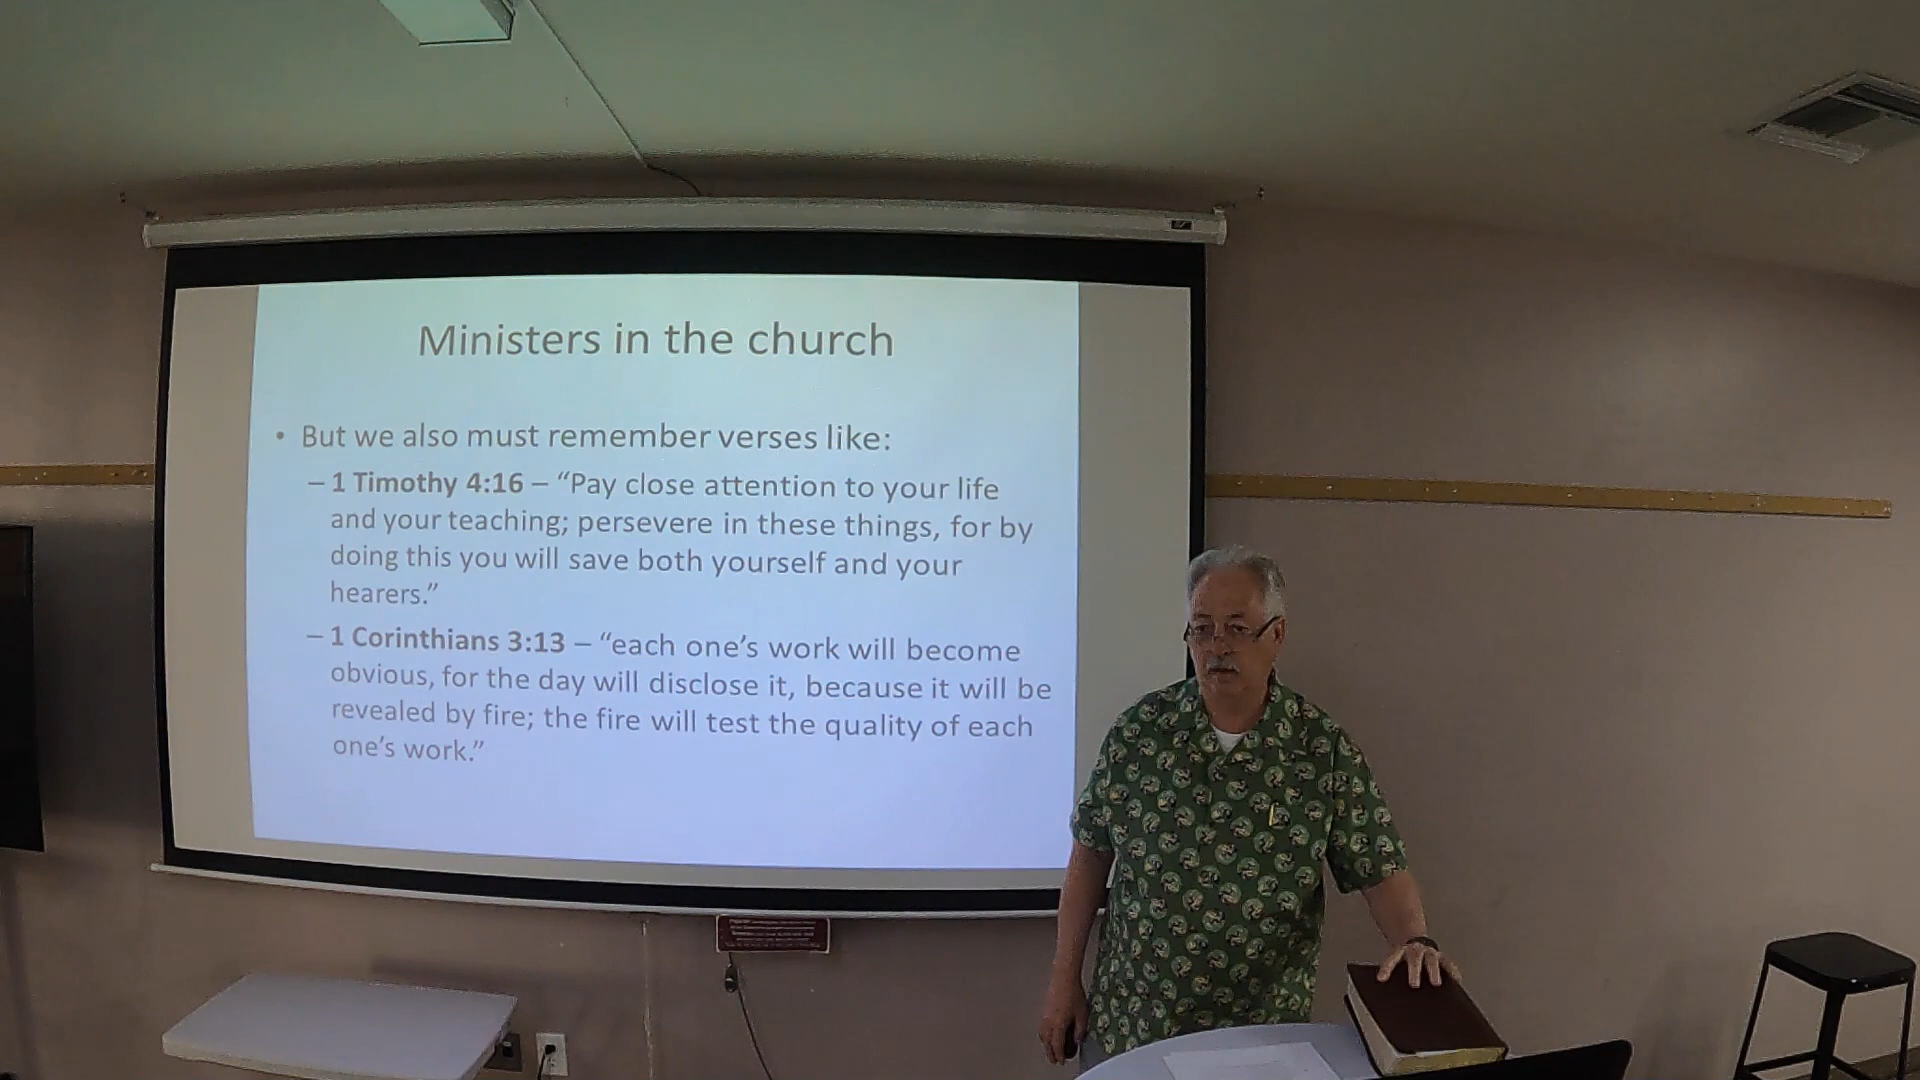 Ministers in the church
• But we also must remember verses like:
– 1 Timothy 4:16 – “Pay close attention to your life
and your teaching; persevere in these things, for by
doing this you will save both yourself and your
hearers.”
– 1 Corinthians 3:13 – “each one’s work will become
obvious, for the day will disclose it, because it will be
revealed by fire; the fire will test the quality of each
one’s work.”